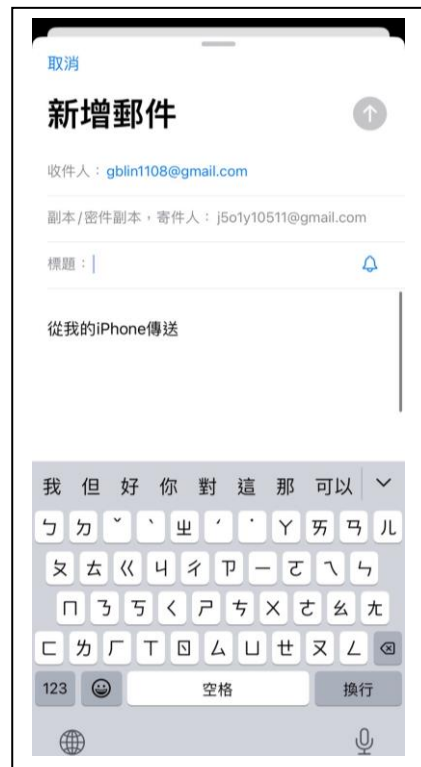 取消
新增郵件
收件人：gblin1108@gmail.com
副本/密件副本，寄件人：j5o1y10511@gmail.com
標題：
從我的iPhone傳送
我 但 好 你 對 這 那 可以
ㄅ ㄉ ˇ ˋ ㄓ ˊ ˙ ㄚ ㄞ ㄢ ㄦ
ㄆ ㄊ ㄍ ㄐ ㄔ ㄗ ㄧ ㄛ ㄟ ㄣ
ㄇ ㄋ ㄎ ㄑ ㄕ ㄘ ㄨ ㄜ ㄠ ㄤ
ㄈ ㄌ ㄏ ㄒ ㄖ ㄙ ㄩ ㄝ ㄡ ㄥ
123 空格 換行